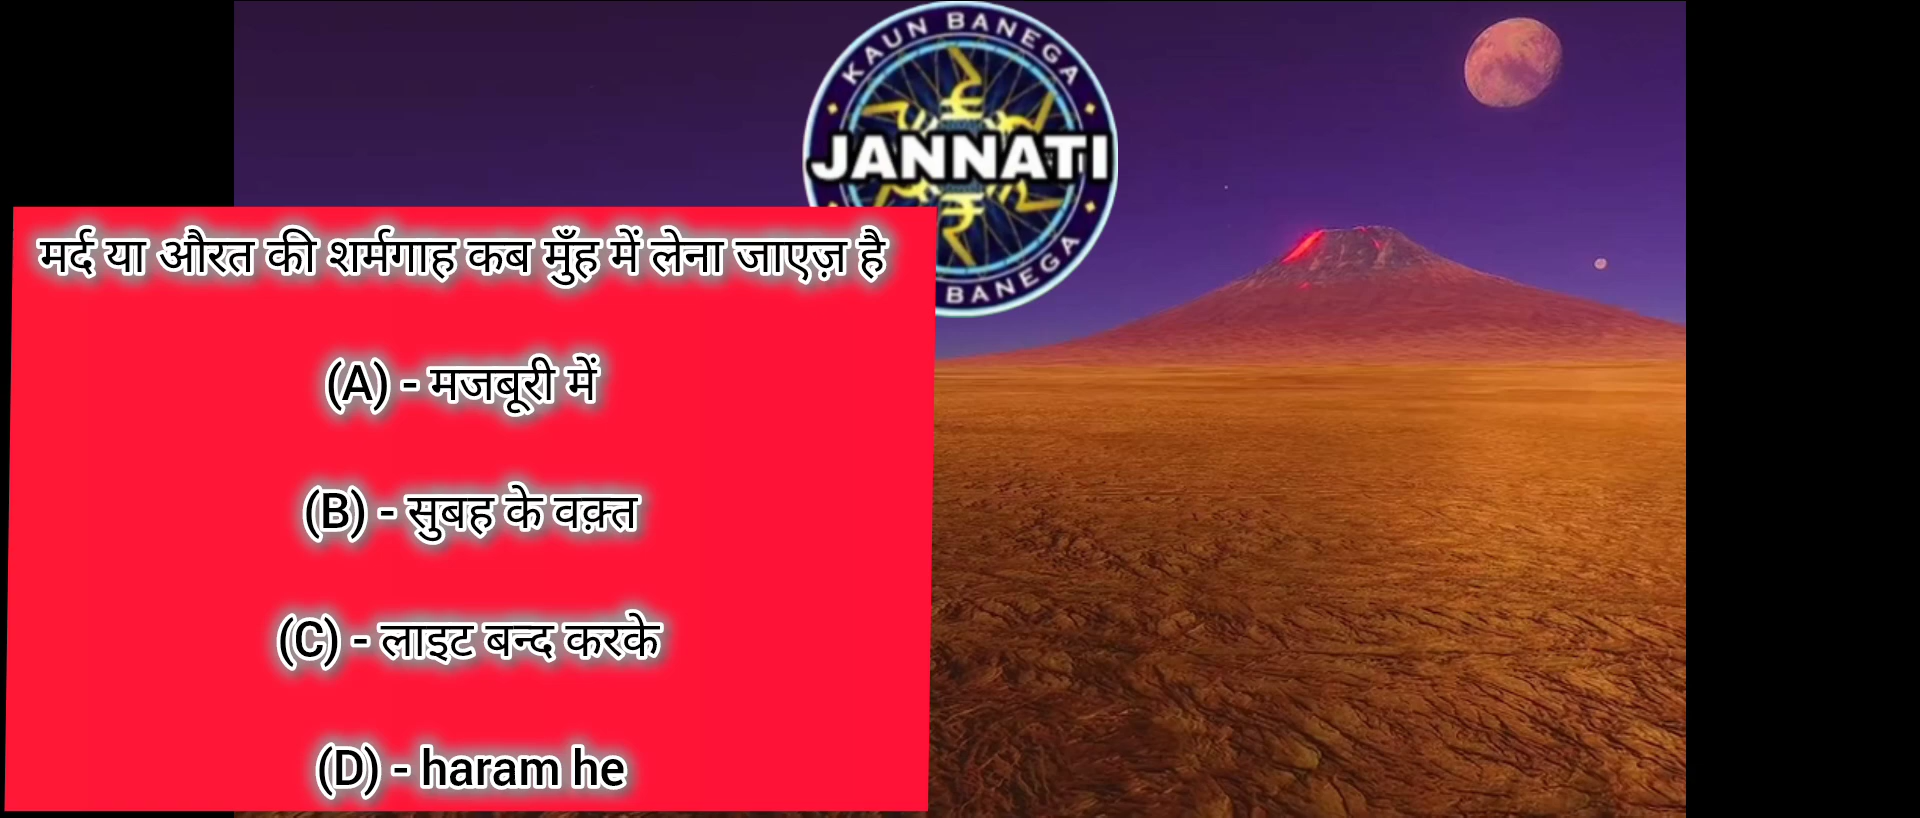 KAUN BANEGA
JANNATI
BANEGA
मर्द या औरत की शर्मगाह कब मुँह में लेना जाएज़ है
(A) - मजबूरी में
(B) - सुबह के वक़्त
(C) - लाइट बन्द करके
(D) - haram he